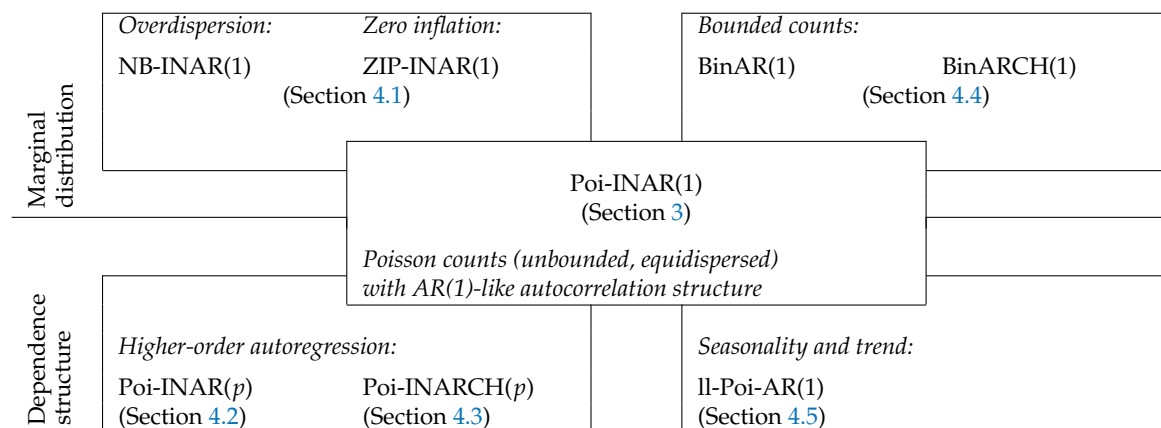 Marginal
distribution
Overdispersion: Zero inflation:
NB-INAR(1) ZIP-INAR(1)
(Section 4.1)
Bounded counts:
BinAR(1) BinARCH(1)
(Section 4.4)
Poi-INAR(1)
(Section 3)
Poisson counts (unbounded, equidispersed)
with AR(1)-like autocorrelation structure
Dependence
structure
Higher-order autoregression:
Poi-INAR(p) Poi-INARCH(p)
(Section 4.2) (Section 4.3)
Seasonality and trend:
ll-Poi-AR(1)
(Section 4.5)